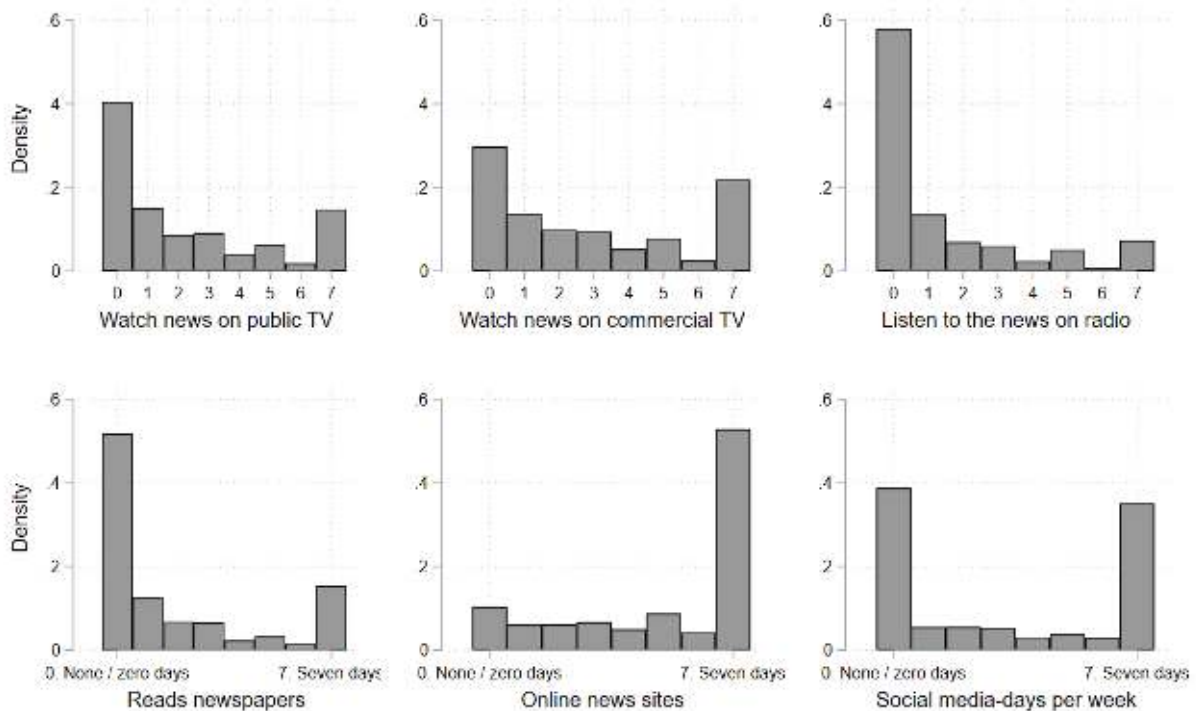 .6 .6 .6
.4 .4 .4
Density
.2 .2 .2
0 0 0
0 1 2 3 4 5 6 7 0 1 2 3 4 5 6 7 0 1 2 3 4 5 6 7
Watch news on public TV Watch news on commercial TV Listen to the news on radio
.6 .6 .6
.4 .4 .4
Density
.2 .2 .2
0 0 0
0. None / zero days 7. Seven days 0. None / zero days 7. Seven days 0. None / zero days 7. Seven days
Reads newspapers Online news sites Social media-days per week